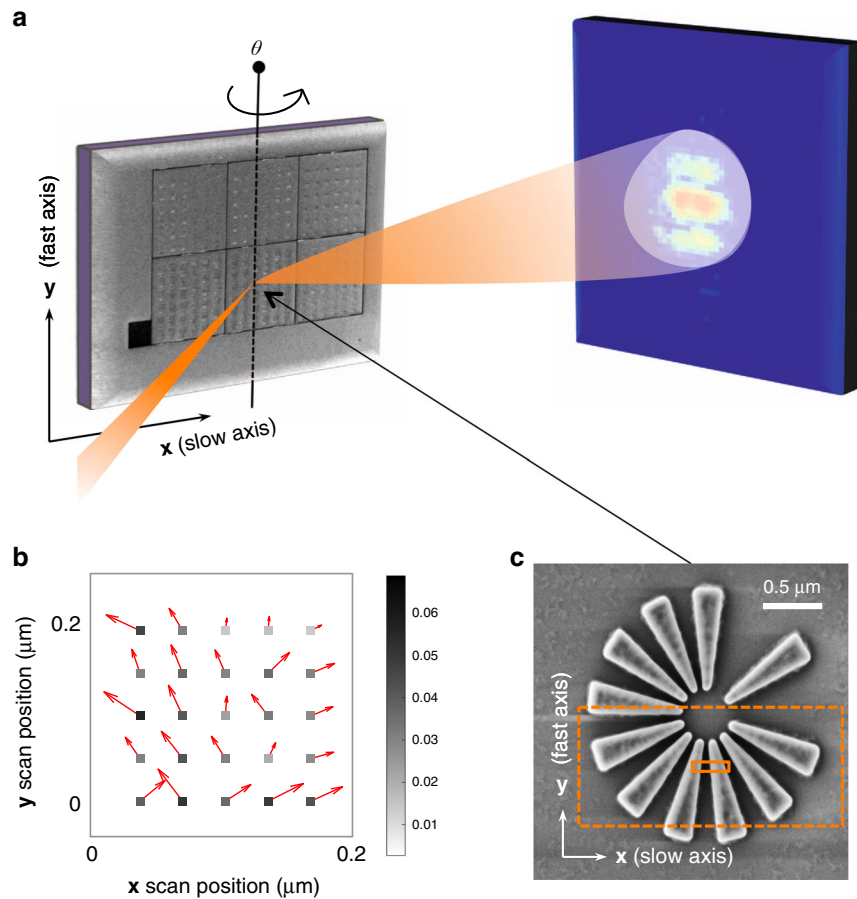 a
θ
y (fast axis)
x (slow axis)
b
0.2
0
y scan position (μm)
0
0.2
x scan position (μm)
0.06
0.05
0.04
0.03
0.02
0.01
c
0.5 μm
y (fast axis)
x (slow axis)